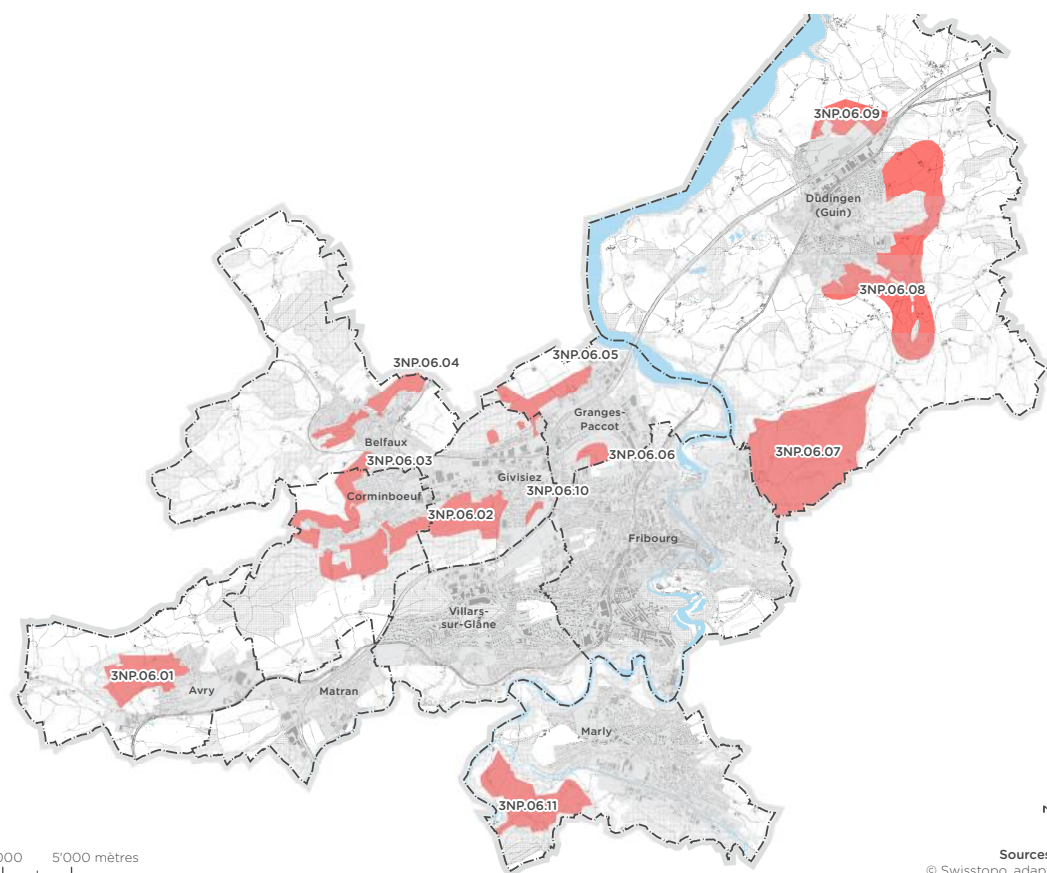 3NP.06.09
Düdingen
(Guin)
3NP.06.08
3NP.06.05
3NP.06.04
Granges-
Paccot
Belfaux
3NP.06.06
3NP.06.07
3NP.06.03
Givisiez
3NP.06.10
Corminboeuf
3NP.06.02
Fribourg
Villars-
sur-Glâne
3NP.06.01
Avry
Matran
Marly
3NP.06.11
000 5'000 mètres
Sources
© Swisstopo, adap